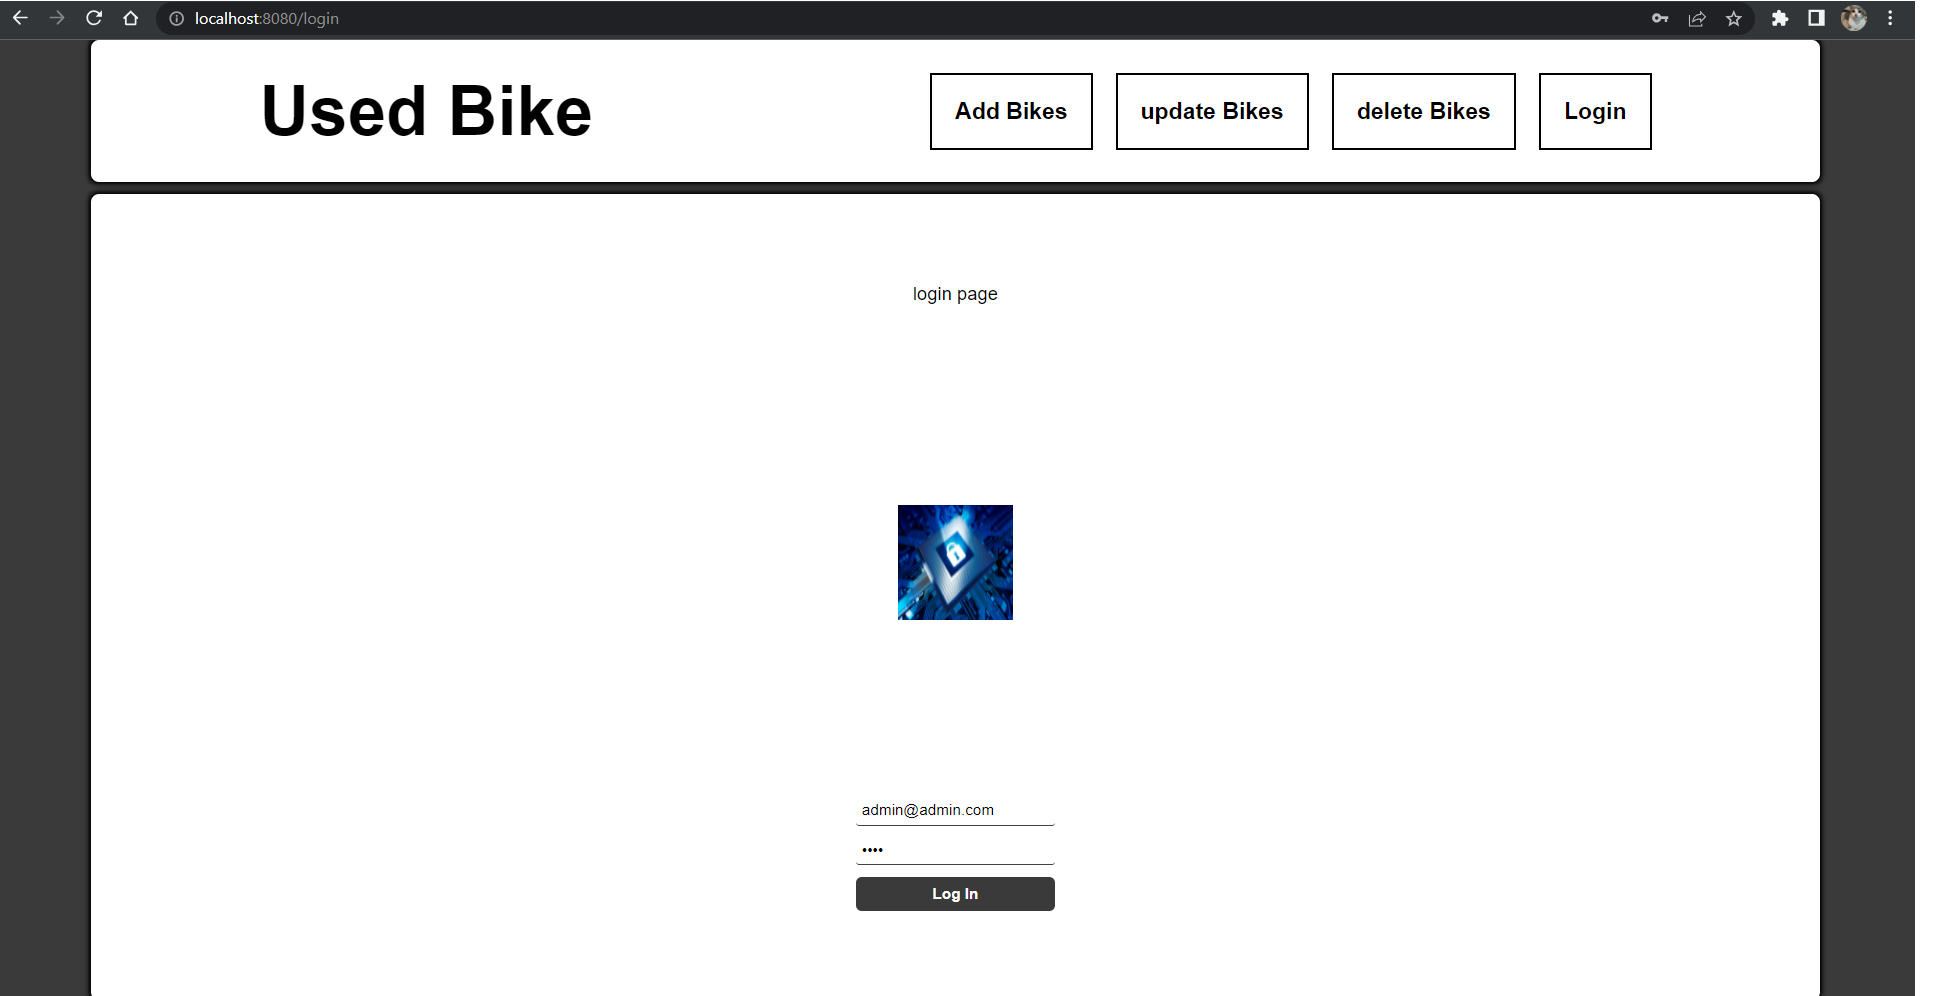 localhost:8080/login
Used Bike
Add Bikes
update Bikes
delete Bikes
Login
login page
admin@admin.com
••••
Log In